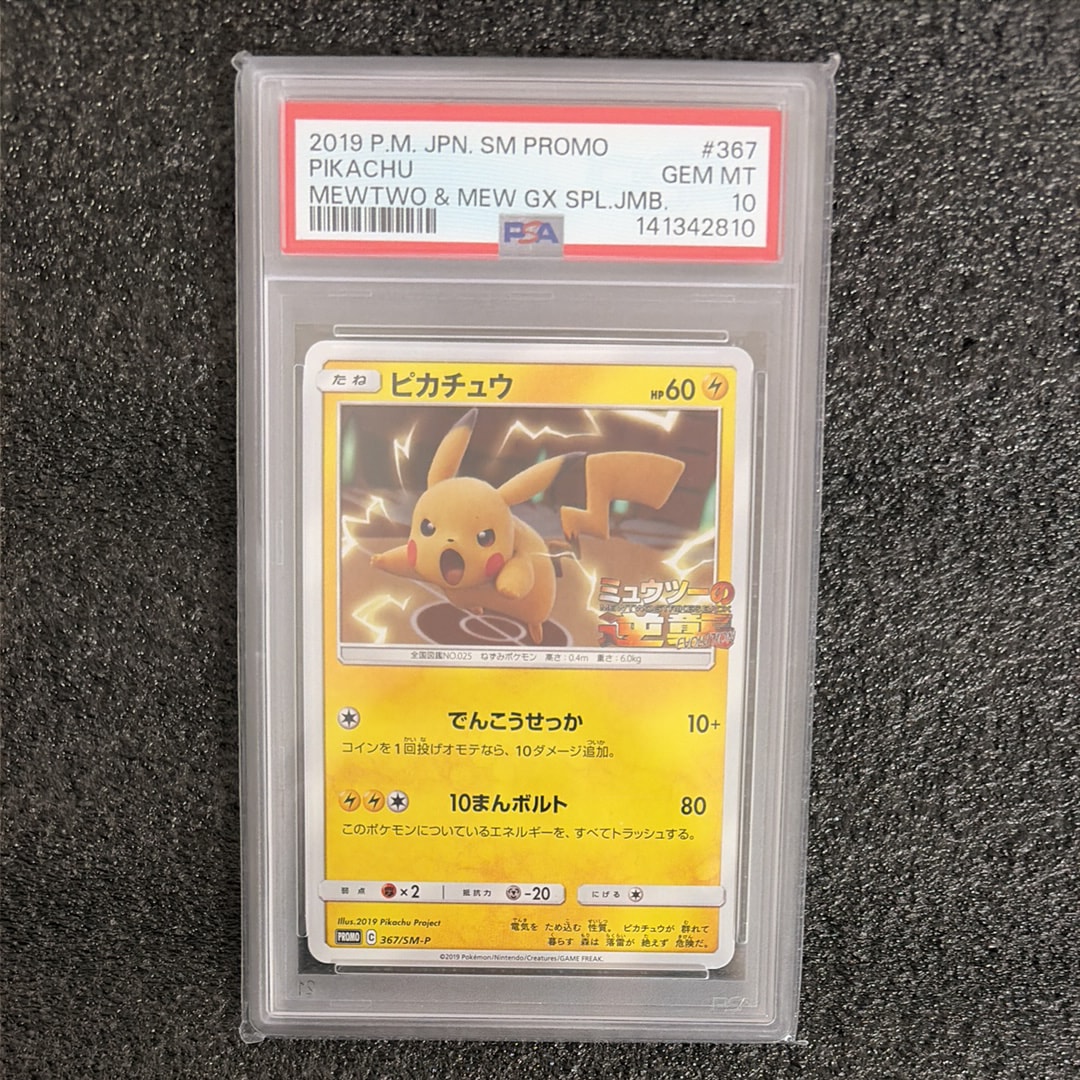 2019 P.M. JPN. SM PROMO #367
PIKACHU GEM MT
MEWTWO & MEW GX SPL.JMB. 10
PSA 141342810
たね ピカチュウ HP60
ミュウツーの
MEWTWO STRIKES BACK
逆襲 EVOLUTION
全国図鑑NO.025 ねずみポケモン 高さ:0.4m 重さ:6.0kg
でんこうせっか 10+
コインを1回投げオモテなら、10ダメージ追加。
10まんボルト 80
このポケモンについているエネルギーを、すべてトラッシュする。
弱点 ×2 抵抗力 -20 にげる
Illus.2019 Pikachu Project
電気を ため込む 性質。 ピカチュウが 群れて
PROMO C 367/SM-P 暮らす 森は 落雷が 絶えず 危険だ。
©2019 Pokémon/Nintendo/Creatures/GAME FREAK.
PSA